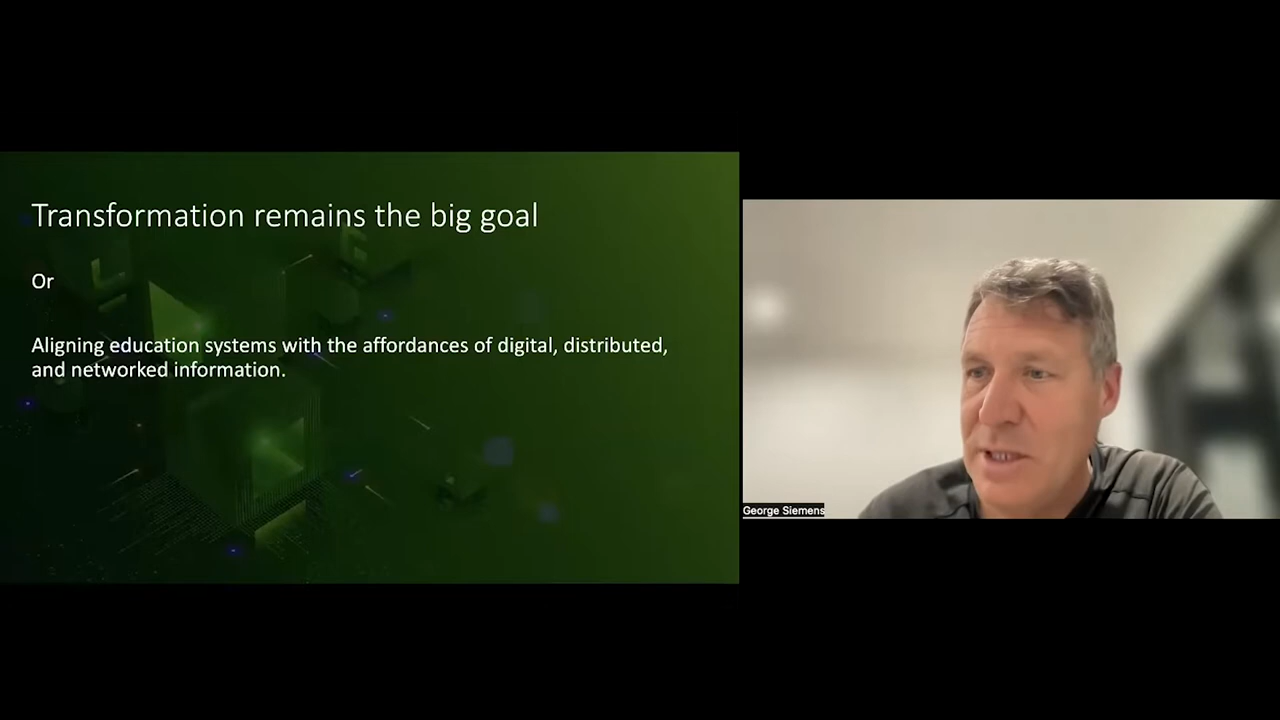 Transformation remains the big goal
Or
Aligning education systems with the affordances of digital, distributed,
and networked information.
George Siemens